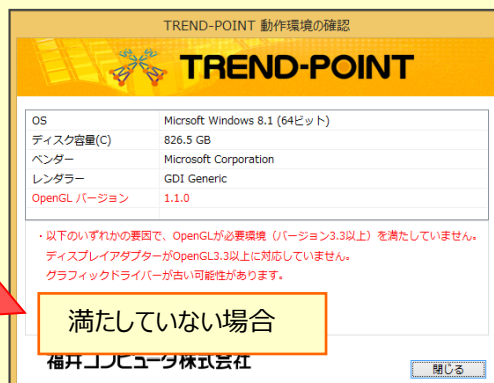 TREND-POINT 動作環境の確認
TREND-POINT
OS Micrsoft Windows 8.1 (64ビット)
ディスク容量(C) 826.5 GB
ベンダー Microsoft Corporation
レンダラー GDI Generic
OpenGL バージョン 1.1.0
・以下のいずれかの要因で、OpenGLが必要環境（バージョン3.3以上）を満たしていません。
ディスプレイアダプターがOpenGL3.3以上に対応していません。
グラフィックドライバーが古い可能性があります。
満たしていない場合
福井コンピュータ株式会社
閉じる